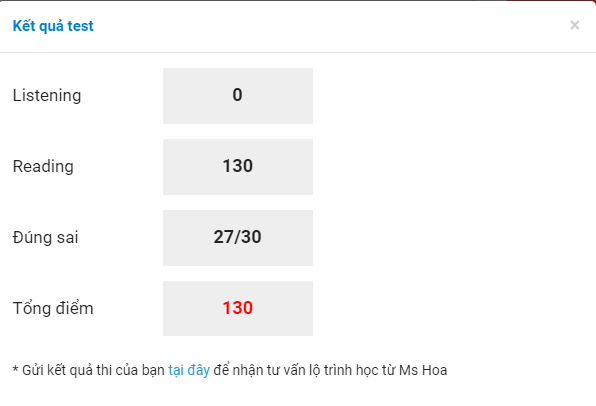 Kết quả test ×
Listening 0
Reading 130
Đúng sai 27/30
Tổng điểm 130
* Gửi kết quả thi của bạn tại đây để nhận tư vấn lộ trình học từ Ms Hoa